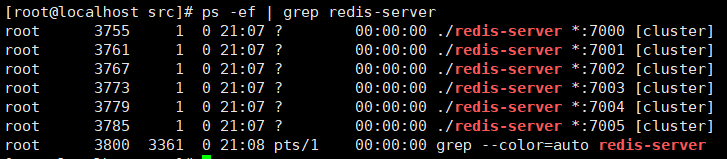 [root@localhost src]# ps -ef | grep redis-server
root 3755 1 0 21:07 ? 00:00:00 ./redis-server *:7000 [cluster]
root 3761 1 0 21:07 ? 00:00:00 ./redis-server *:7001 [cluster]
root 3767 1 0 21:07 ? 00:00:00 ./redis-server *:7002 [cluster]
root 3773 1 0 21:07 ? 00:00:00 ./redis-server *:7003 [cluster]
root 3779 1 0 21:07 ? 00:00:00 ./redis-server *:7004 [cluster]
root 3785 1 0 21:07 ? 00:00:00 ./redis-server *:7005 [cluster]
root 3800 3361 0 21:08 pts/1 00:00:00 grep --color=auto redis-server